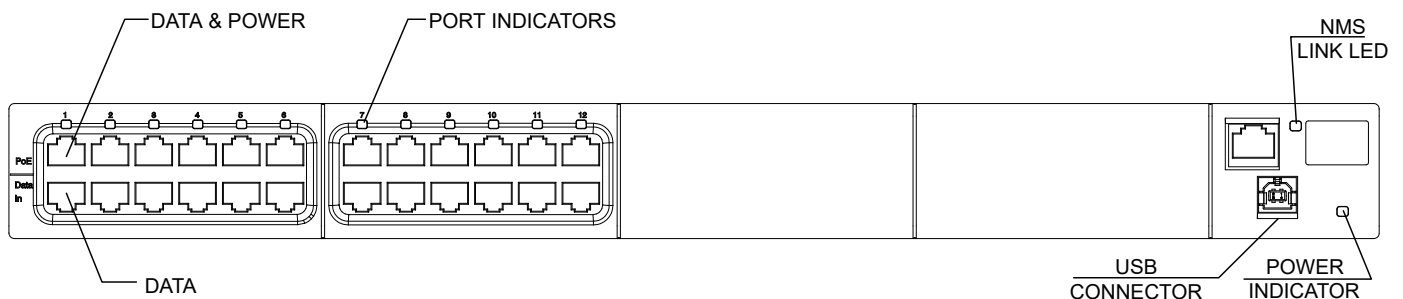 DATA & POWER
PORT INDICATORS
NMS
LINK LED
1 2 3 4 5 6 7 8 9 10 11 12
PoE
Data
In
DATA
USB
CONNECTOR
POWER
INDICATOR